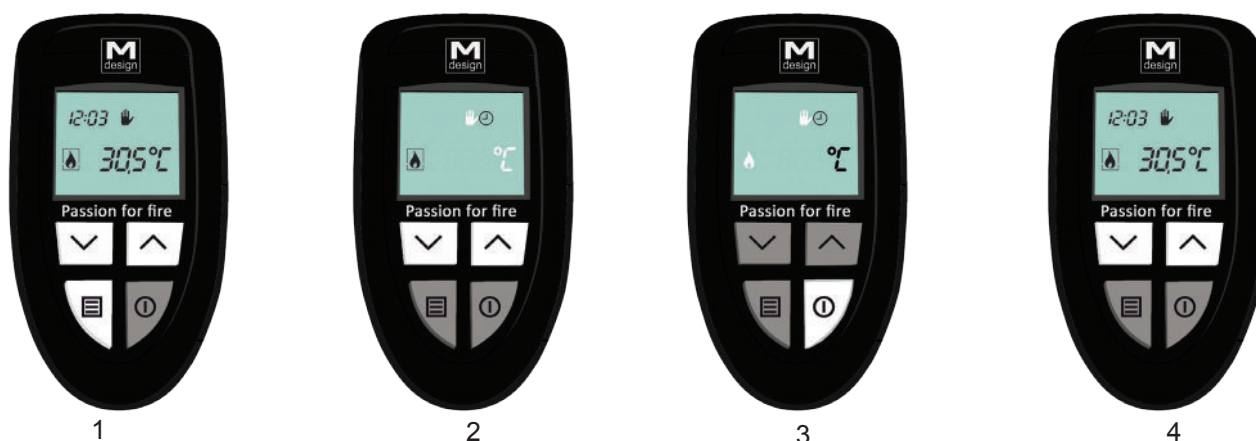 M
design
12:03
30,5°C
Passion for fire
1
M
design
°C
Passion for fire
2
M
design
°C
Passion for fire
3
M
design
12:03
30,5°C
Passion for fire
4